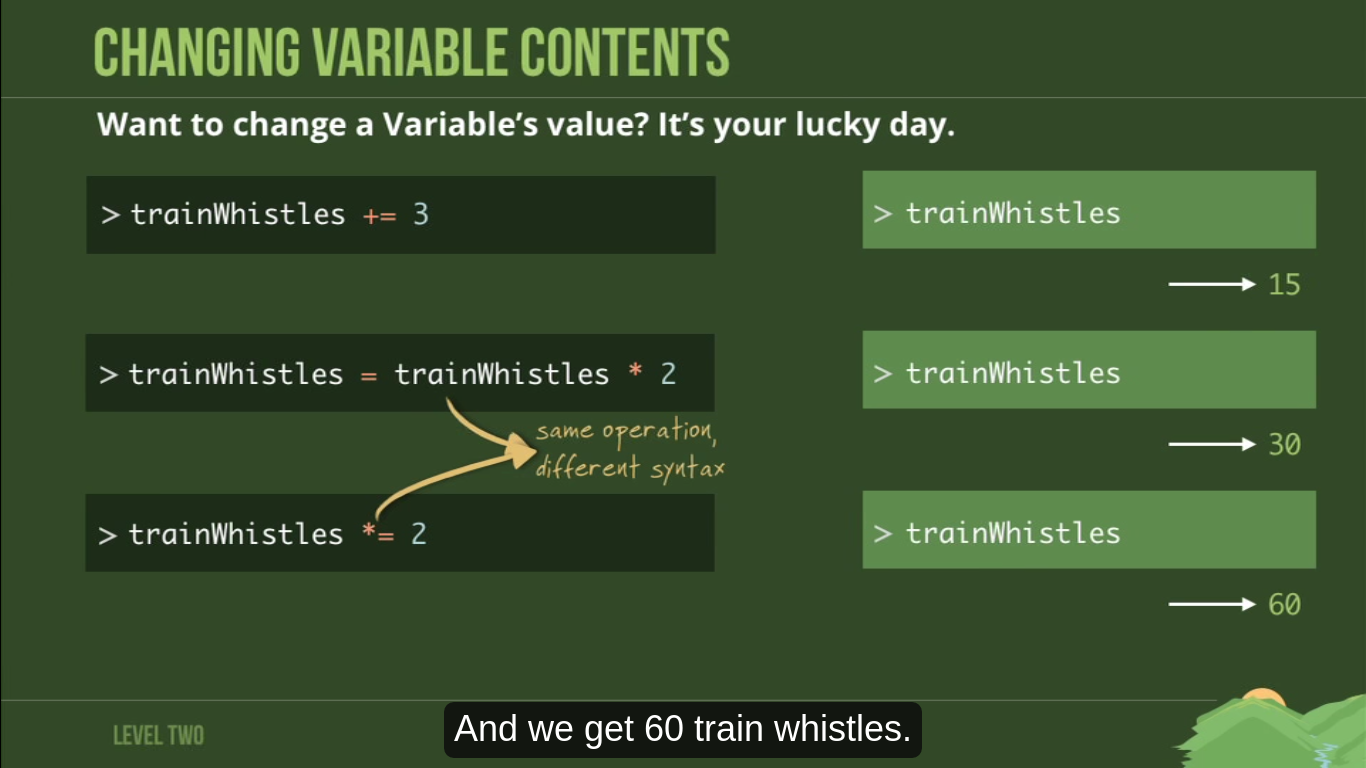 CHANGING VARIABLE CONTENTS
Want to change a Variable's value? It's your lucky day.
> trainWhistles += 3
> trainWhistles
15
> trainWhistles = trainWhistles * 2
> trainWhistles
same operation,
different syntax
30
> trainWhistles *= 2
> trainWhistles
60
LEVEL TWO
And we get 60 train whistles.